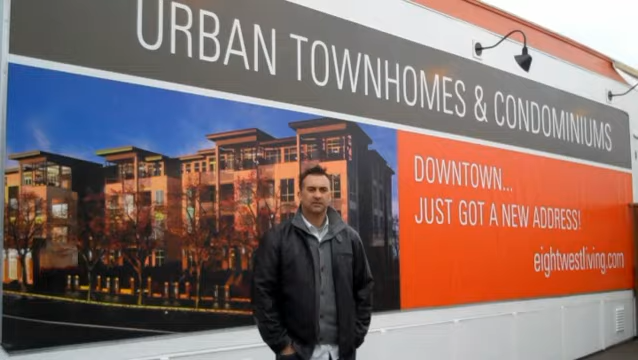 URBAN TOWNHOMES & CONDOMINIUMS
DOWNTOWN...
JUST GOT A NEW ADDRESS!
eightwestliving.com